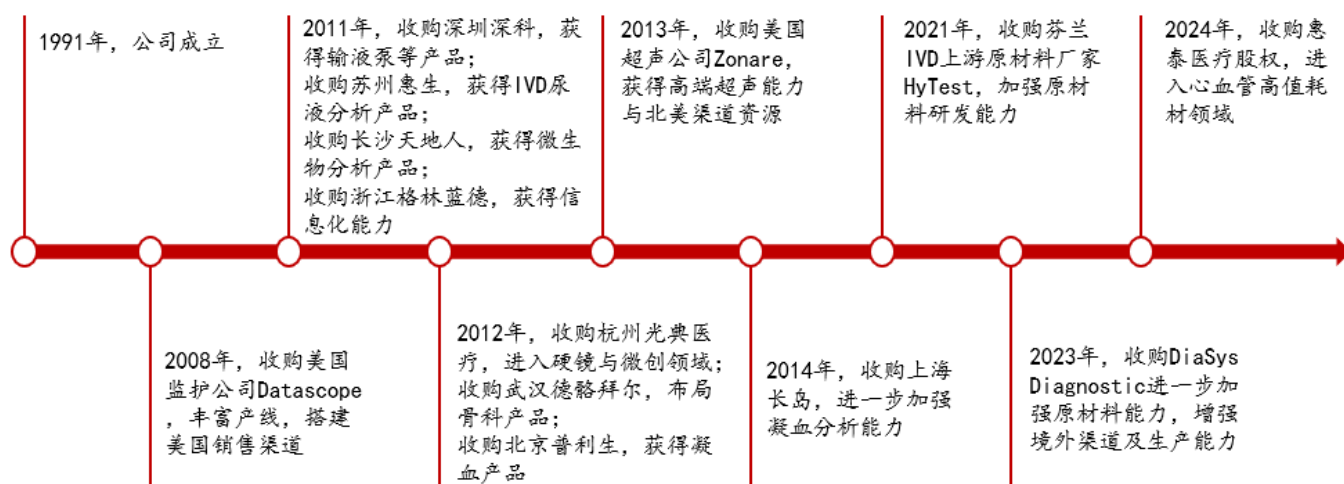 1991年，公司成立
2011年，收购深圳深科，获
得输液泵等产品；
收购苏州惠生，获得IVD尿
液分析产品；
收购长沙天地人，获得微生
物分析产品；
收购浙江格林蓝德，获得信
息化能力
2013年，收购美国
超声公司Zonare，
获得高端超声能力
与北美渠道资源
2021年，收购芬兰
IVD上游原材料厂家
HyTest，加强原材
料研发能力
2024年，收购惠
泰医疗股权，进
入心血管高值耗
材领域
2008年，收购美国
监护公司Datascope
，丰富产线，搭建
美国销售渠道
2012年，收购杭州光典医
疗，进入硬镜与微创领域；
收购武汉德骼拜尔，布局
骨科产品；
收购北京普利生，获得凝
血产品
2014年，收购上海
长岛，进一步加强
凝血分析能力
2023年，收购DiaSys
Diagnostic进一步加
强原材料能力，增强
境外渠道及生产能力